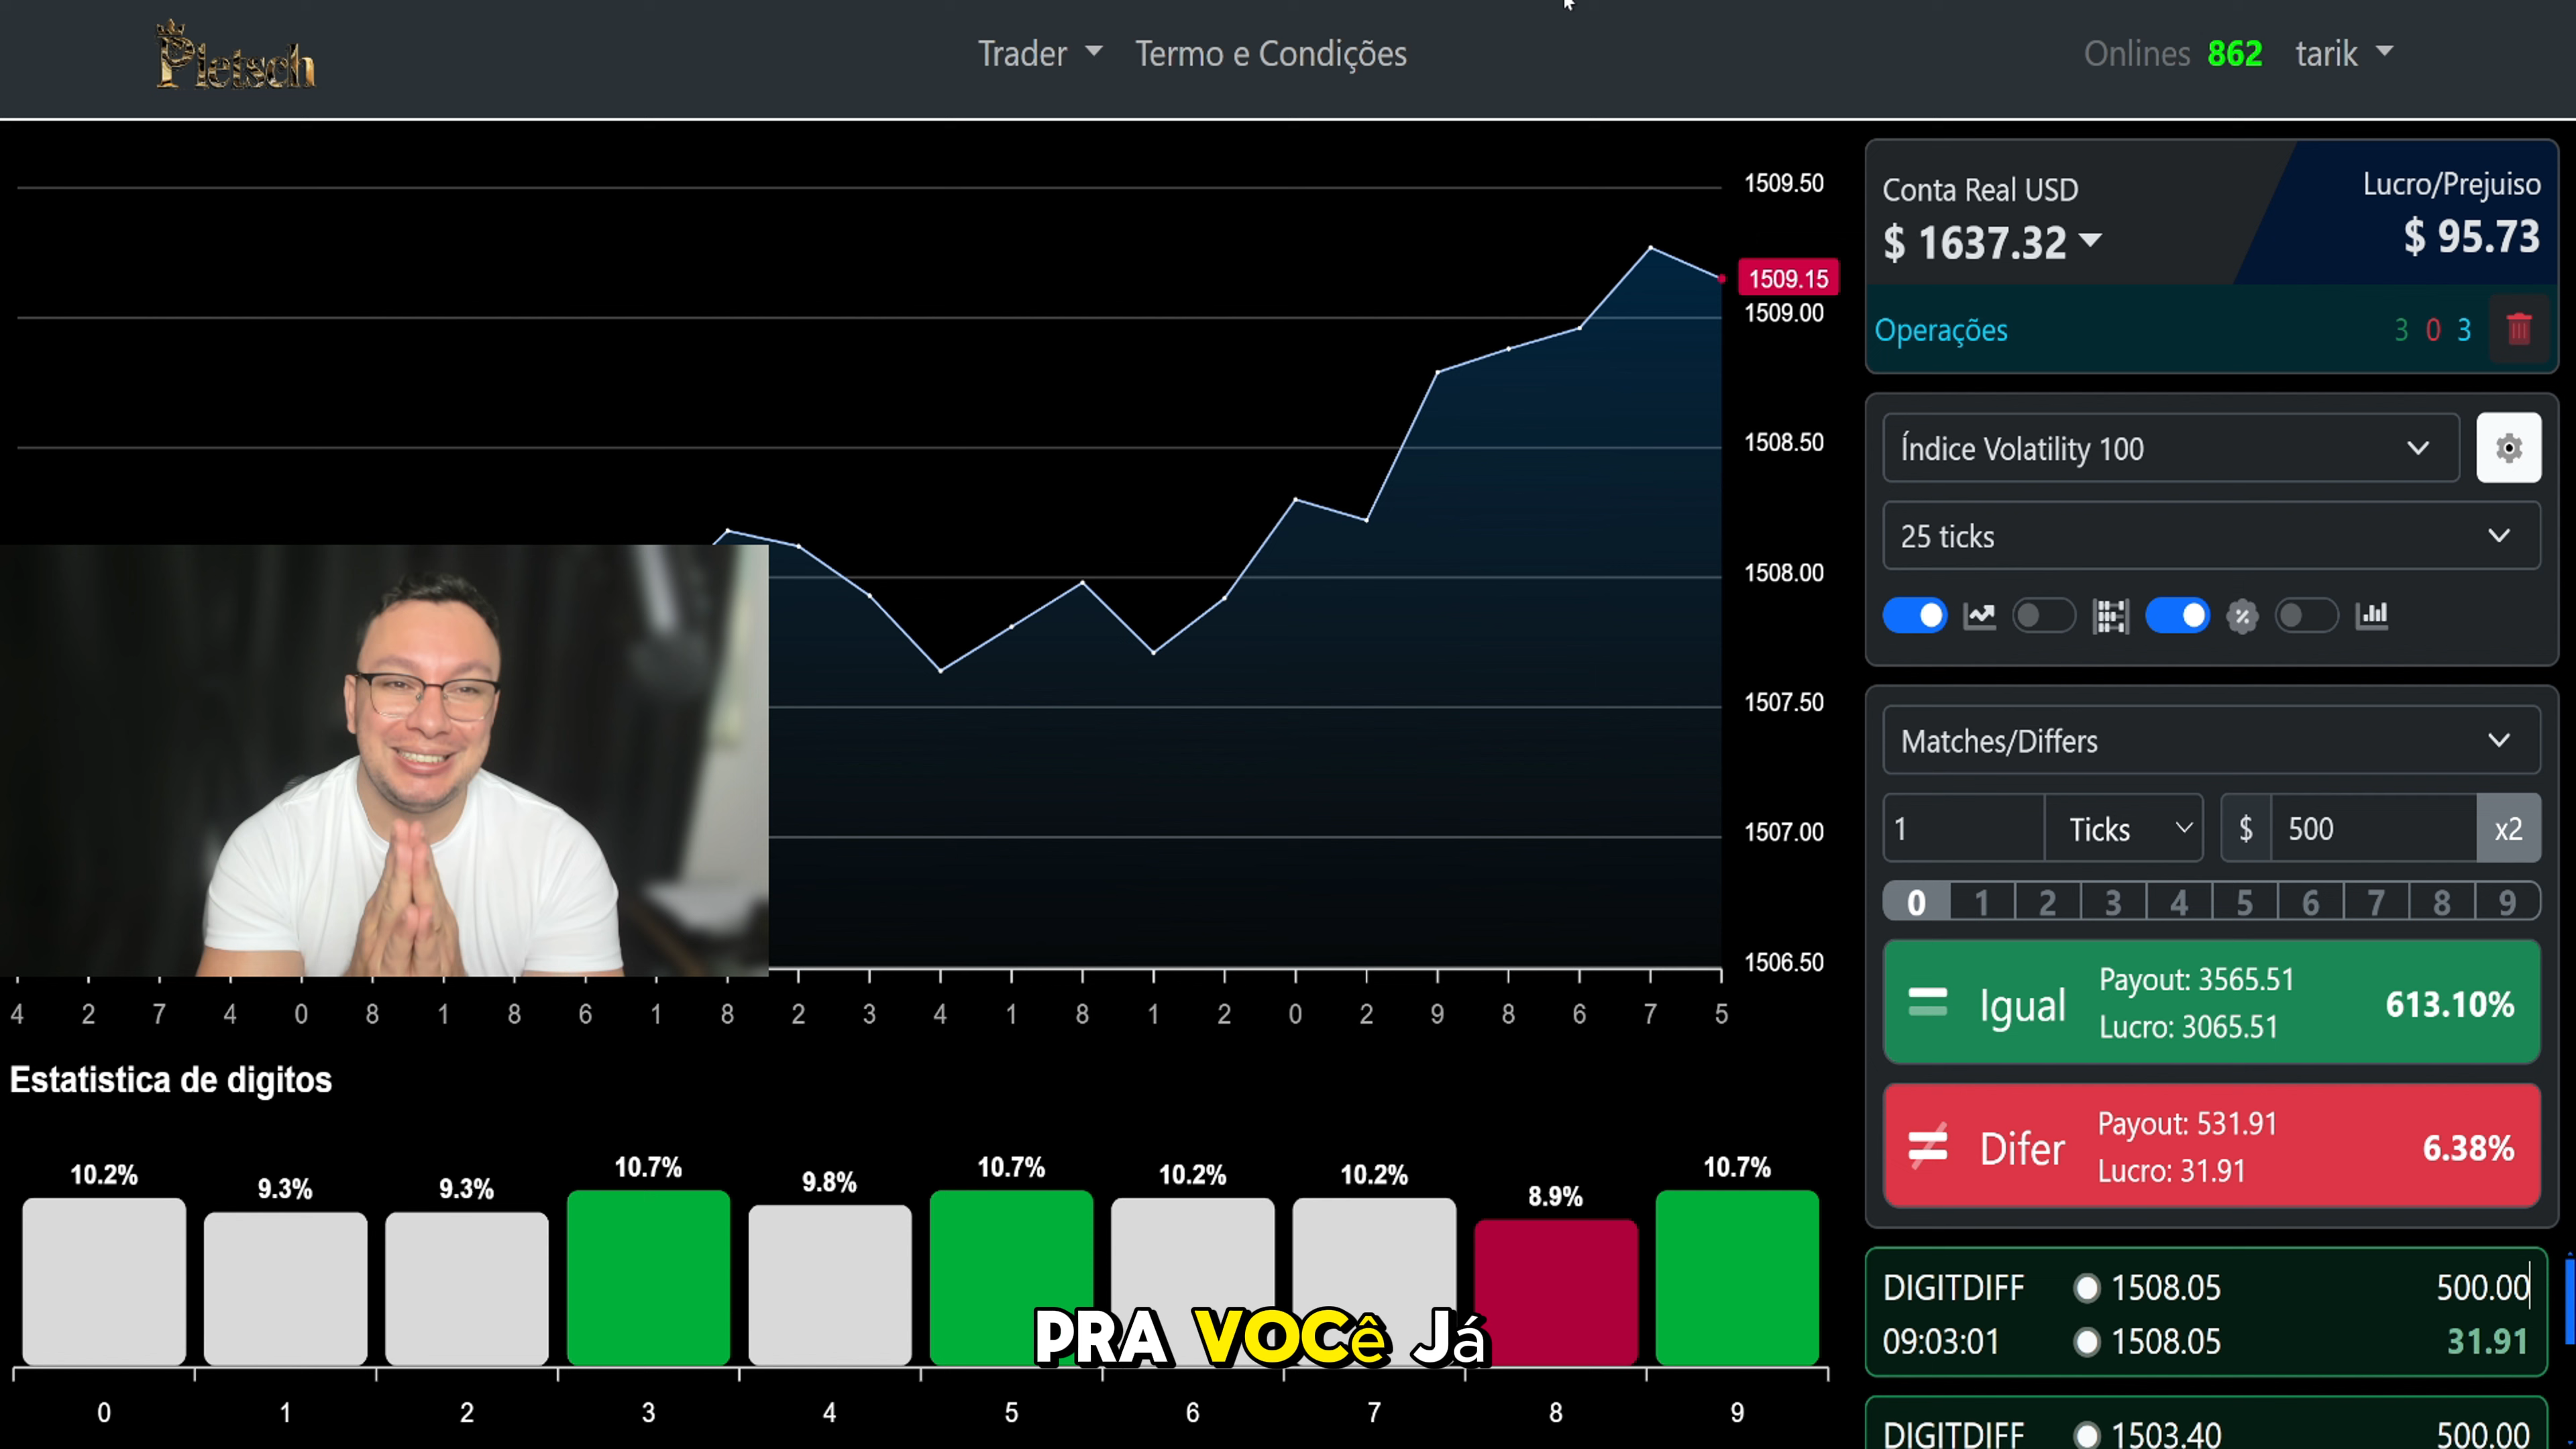 Pletsch
Trader
Termo e Condições
Onlines 862
tarik
1509.50
1509.15
1509.00
1508.50
1508.00
1507.50
1507.00
1506.50
4 2 7 4 0 8 1 8 6 1 8 2 3 4 1 8 1 2 0 2 9 8 6 7 5
Estatistica de digitos
10.2% 9.3% 9.3% 10.7% 9.8% 10.7% 10.2% 10.2% 8.9% 10.7%
PRA VOCÊ JÁ
0 1 2 3 4 5 6 7 8 9
Conta Real USD
$ 1637.32
Lucro/Prejuiso
$ 95.73
Operações
3 0 3
Índice Volatility 100
25 ticks
Matches/Differs
1 Ticks $ 500 x2
0 1 2 3 4 5 6 7 8 9
Igual
Payout: 3565.51
Lucro: 3065.51
613.10%
Difer
Payout: 531.91
Lucro: 31.91
6.38%
DIGITDIFF 1508.05 500.00
09:03:01 1508.05 31.91
DIGITDIFF 1503.40 500.00